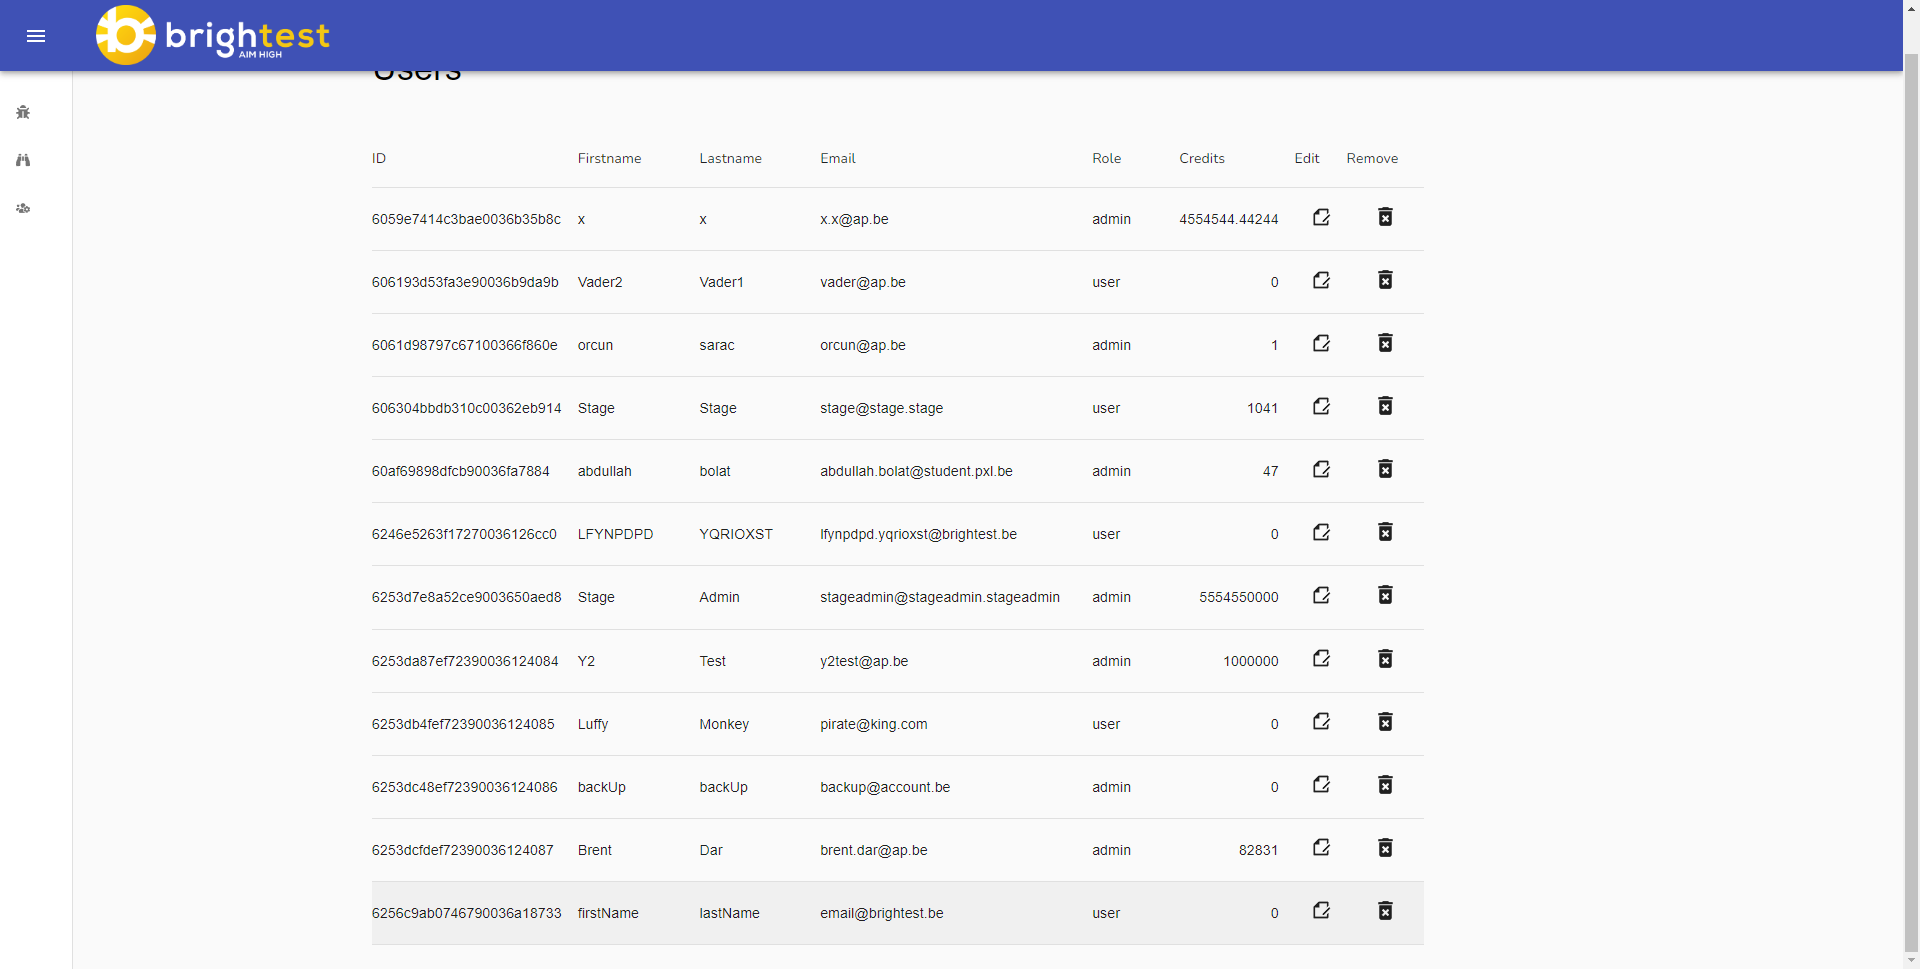 brightest
AIM HIGH
Users
ID Firstname Lastname Email Role Credits Edit Remove
6059e7414c3bae0036b35b8c x x x.x@ap.be admin 4554544.44244
606193d53fa3e90036b9da9b Vader2 Vader1 vader@ap.be user 0
6061d98797c67100366f860e orcun sarac orcun@ap.be admin 1
606304bbdb310c00362eb914 Stage Stage stage@stage.stage user 1041
60af69898dfcb90036fa7884 abdullah bolat abdullah.bolat@student.pxl.be admin 47
6246e5263f17270036126cc0 LFYNPDPD YQRIOXST lfynpdpd.yqrioxst@brightest.be user 0
6253d7e8a52ce9003650aed8 Stage Admin stageadmin@stageadmin.stageadmin admin 5554550000
6253da87ef72390036124084 Y2 Test y2test@ap.be admin 1000000
6253db4fef72390036124085 Luffy Monkey pirate@king.com user 0
6253dc48ef72390036124086 backUp backUp backup@account.be admin 0
6253dcfdef72390036124087 Brent Dar brent.dar@ap.be admin 82831
6256c9ab0746790036a18733 firstName lastName email@brightest.be user 0